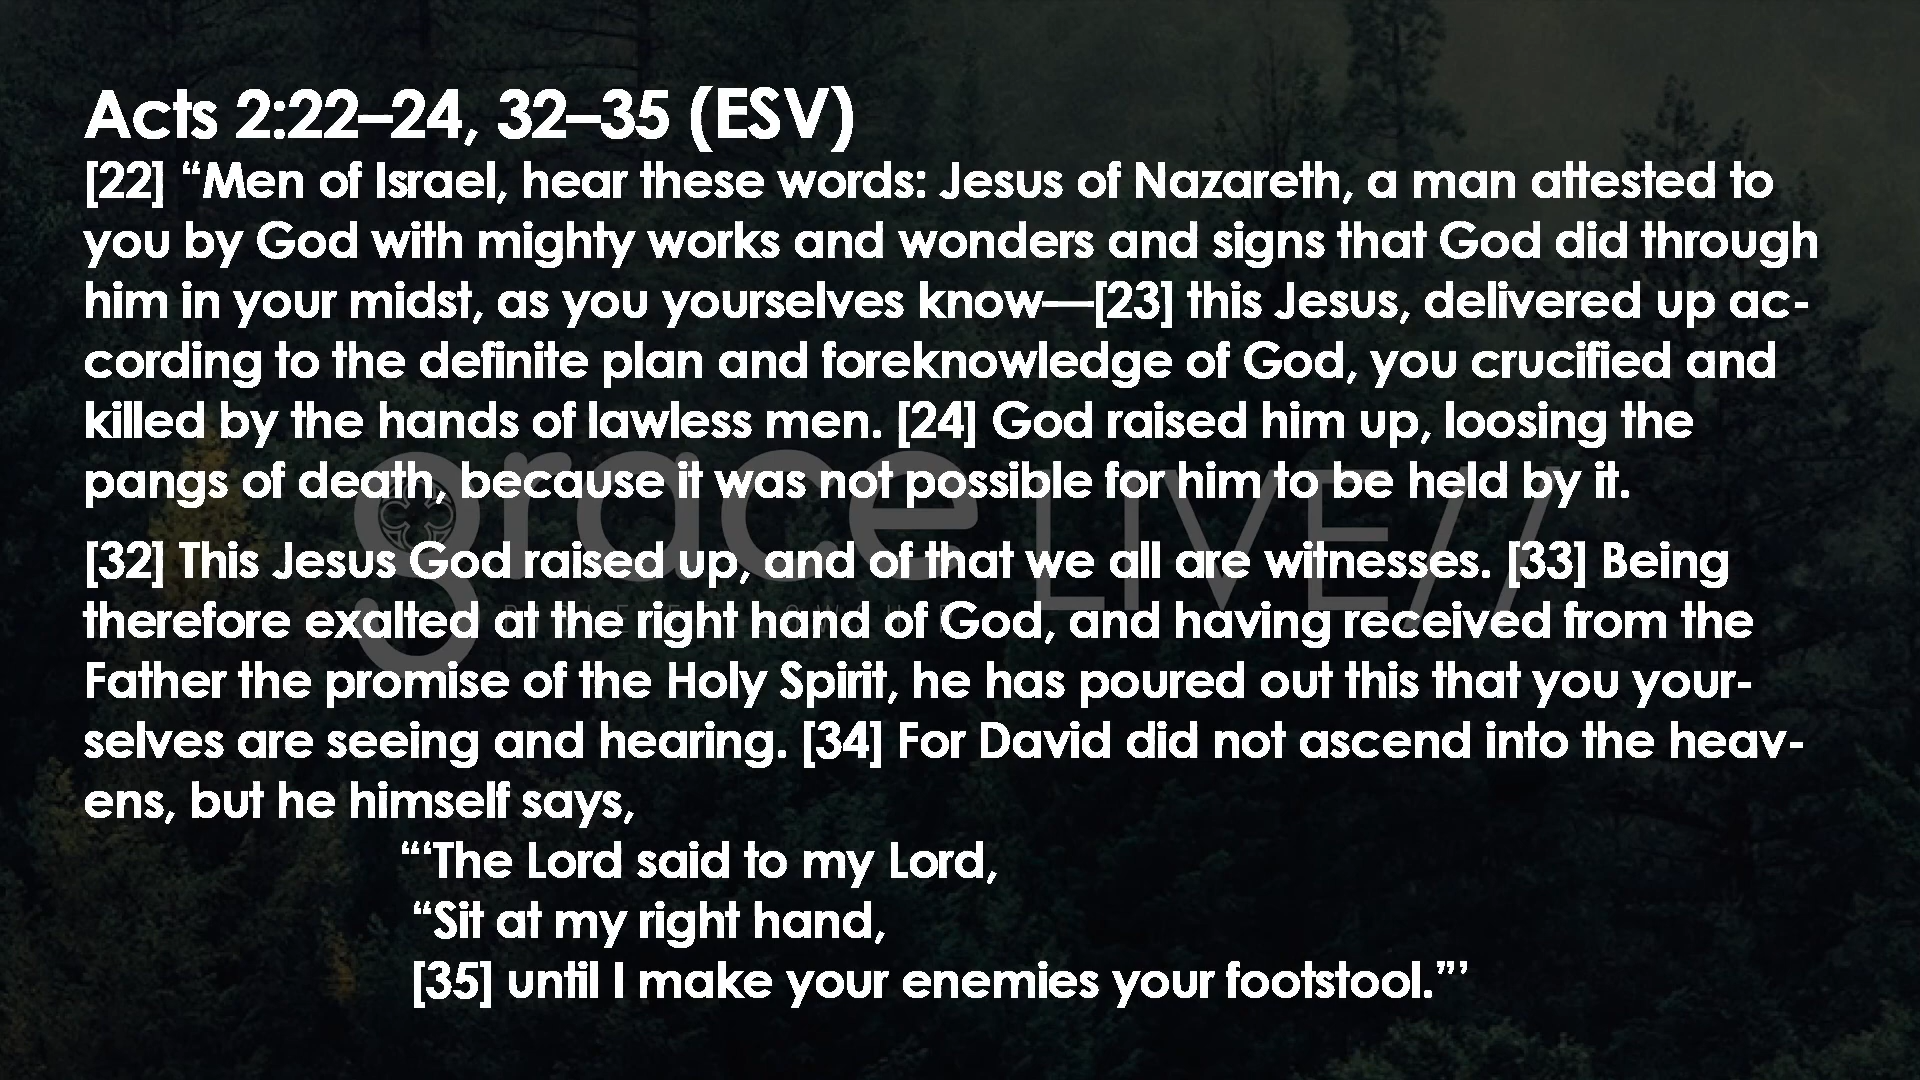 Acts 2:22–24, 32–35 (ESV)
[22] “Men of Israel, hear these words: Jesus of Nazareth, a man attested to
you by God with mighty works and wonders and signs that God did through
him in your midst, as you yourselves know—[23] this Jesus, delivered up ac-
cording to the definite plan and foreknowledge of God, you crucified and
killed by the hands of lawless men. [24] God raised him up, loosing the
pangs of death, because it was not possible for him to be held by it.
grace LIVE//
[32] This Jesus God raised up, and of that we all are witnesses. [33] Being
therefore exalted at the right hand of God, and having received from the
Father the promise of the Holy Spirit, he has poured out this that you your-
selves are seeing and hearing. [34] For David did not ascend into the heav-
ens, but he himself says,
“‘The Lord said to my Lord,
“Sit at my right hand,
[35] until I make your enemies your footstool.”’